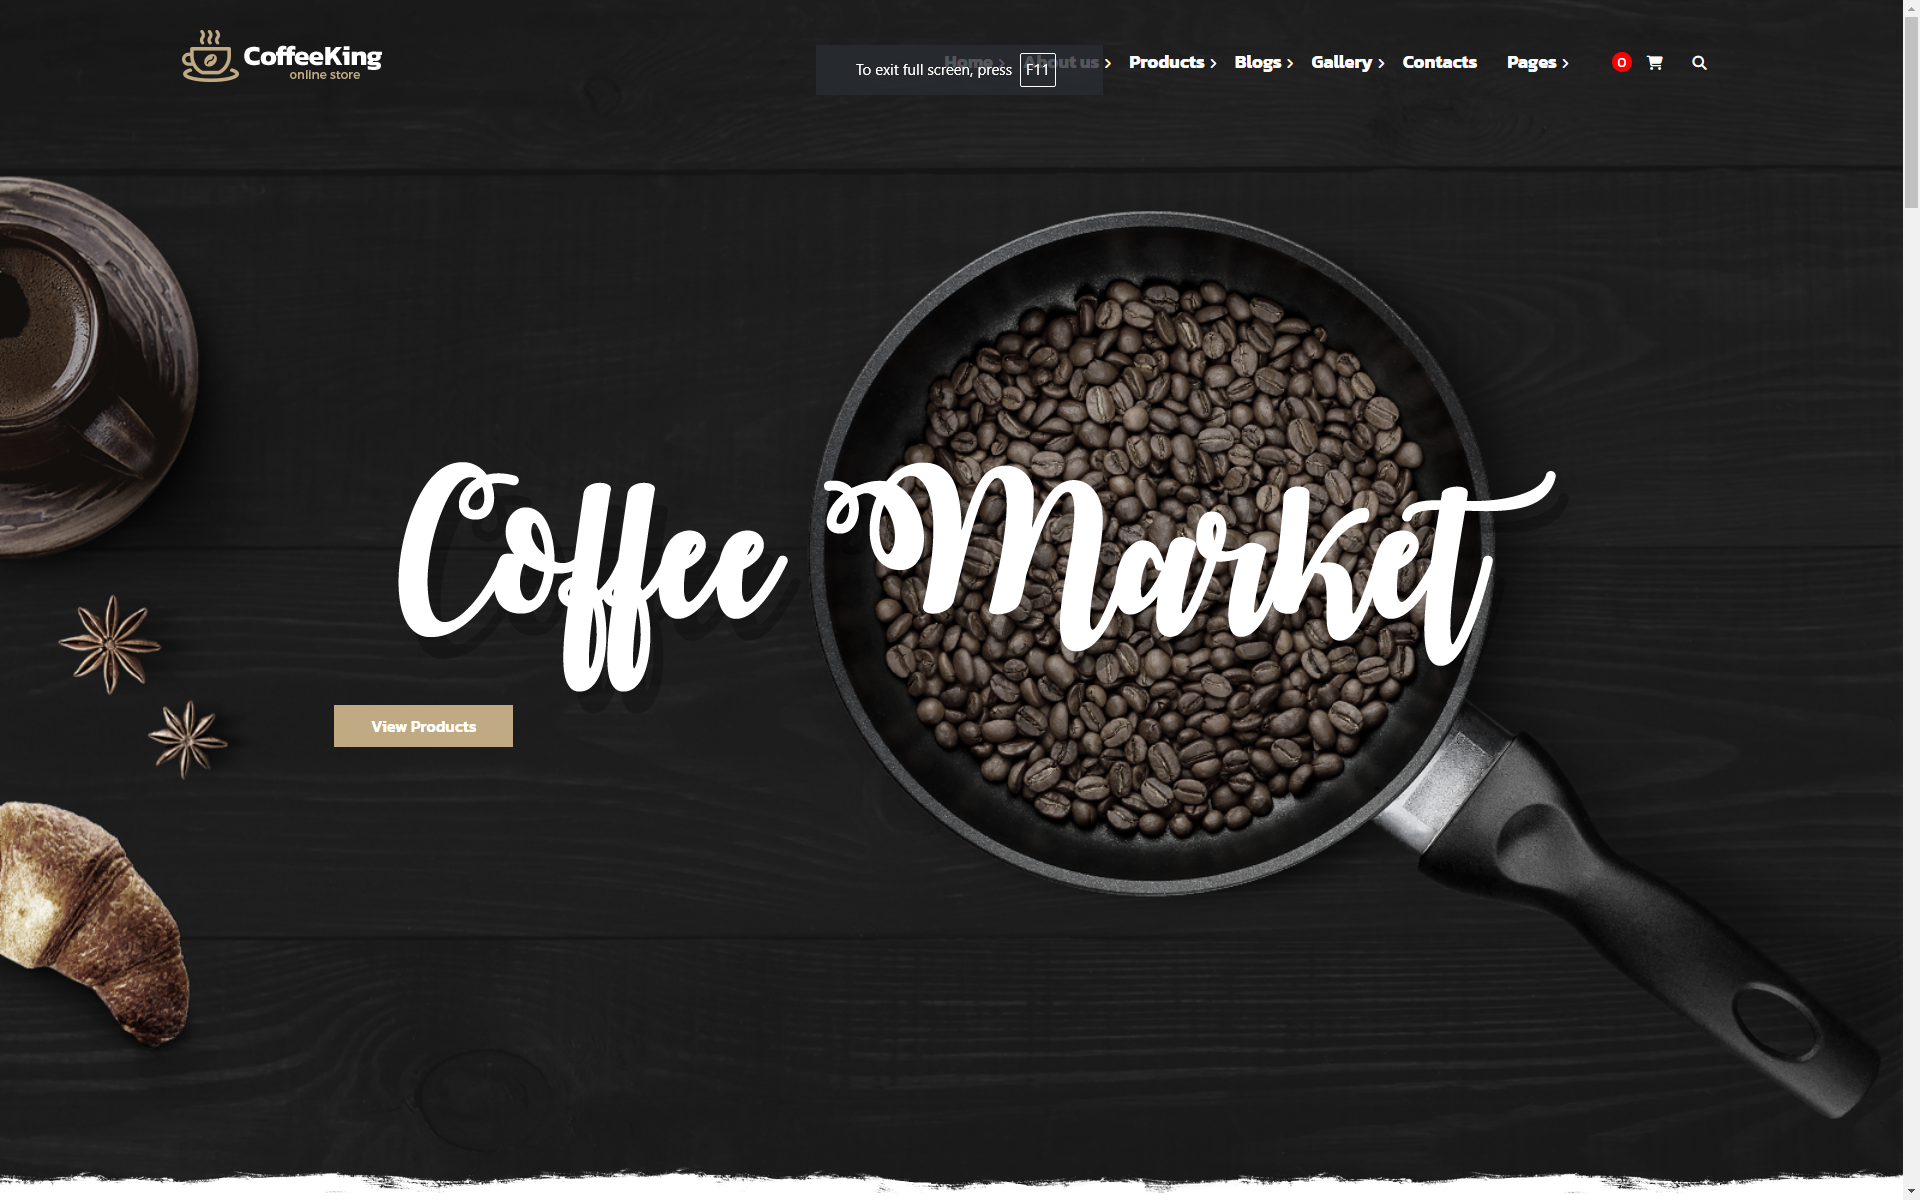 CoffeeKing
online store
Home
About us
Products
Blogs
Gallery
Contacts
Pages
0
To exit full screen, press F11
Coffee Market
View Products